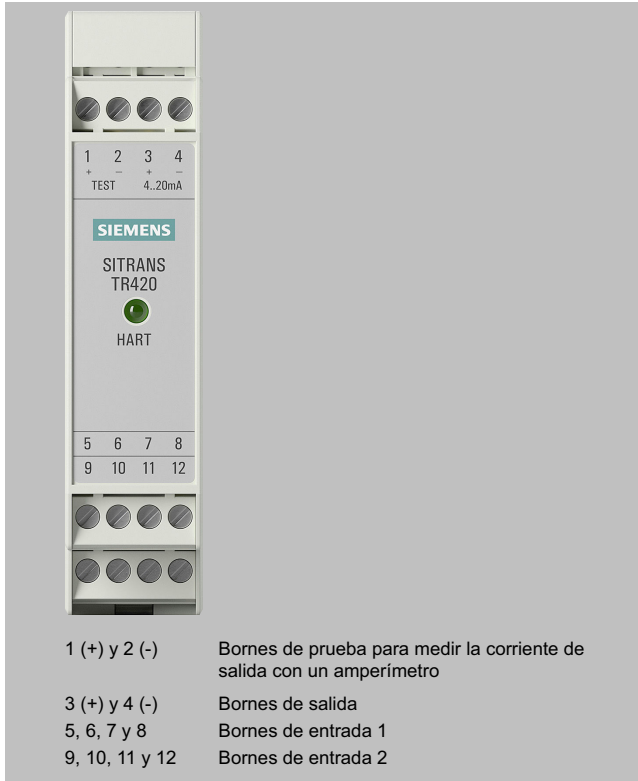 1 2 3 4
+ − + −
TEST 4..20mA
SIEMENS
SITRANS
TR420
HART
5 6 7 8
9 10 11 12
1 (+) y 2 (-) Bornes de prueba para medir la corriente de
salida con un amperímetro
3 (+) y 4 (-) Bornes de salida
5, 6, 7 y 8 Bornes de entrada 1
9, 10, 11 y 12 Bornes de entrada 2